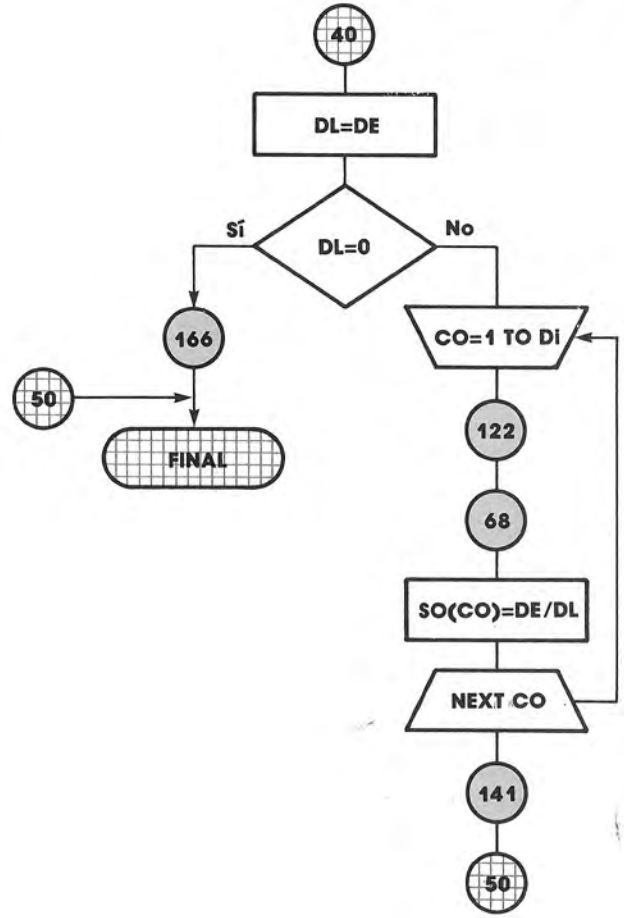 40
DL=DE
Sí
No
DL=0
166
CO=1 TO Di
50
122
FINAL
68
SO(CO)=DE/DL
NEXT CO
141
50